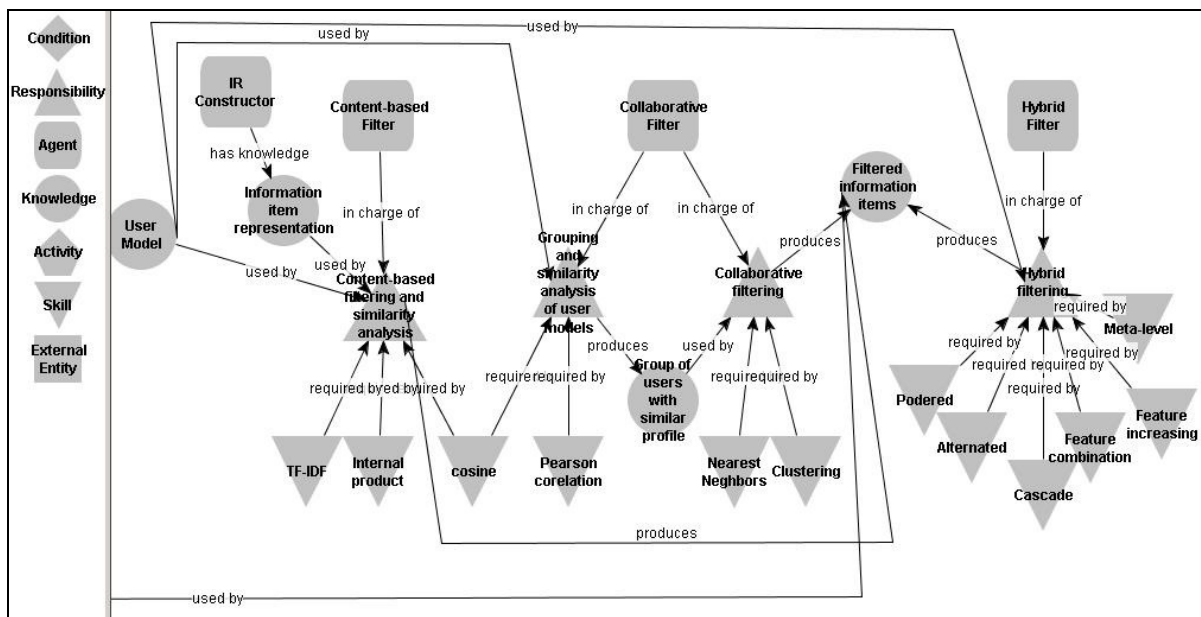 Condition
Responsibility
Agent
Knowledge
Activity
Skill
External
Entity
used by
used by
IR
Constructor
Content-based
Filter
Collaborative
Filter
Hybrid
Filter
has knowledge
Information
item
representation
Filtered
information
items
User
Model
in charge of
in charge of
in charge of
in charge of
used by
used by
produces
produces
Content-based
filtering and
similarity
analysis
Grouping and
similarity
analysis
of user
models
Collaborative
filtering
Hybrid
filtering
required by
Meta-level
produces
used by
Group of
users
with
similar
profile
required by
required by
required by
required by
required by
required
required by
required by
Podered
Alternated
Cascade
Feature
combination
Feature
increasing
TF-IDF
Internal
product
cosine
Pearson
corelation
Nearest
Neghbors
Clustering
produces
used by